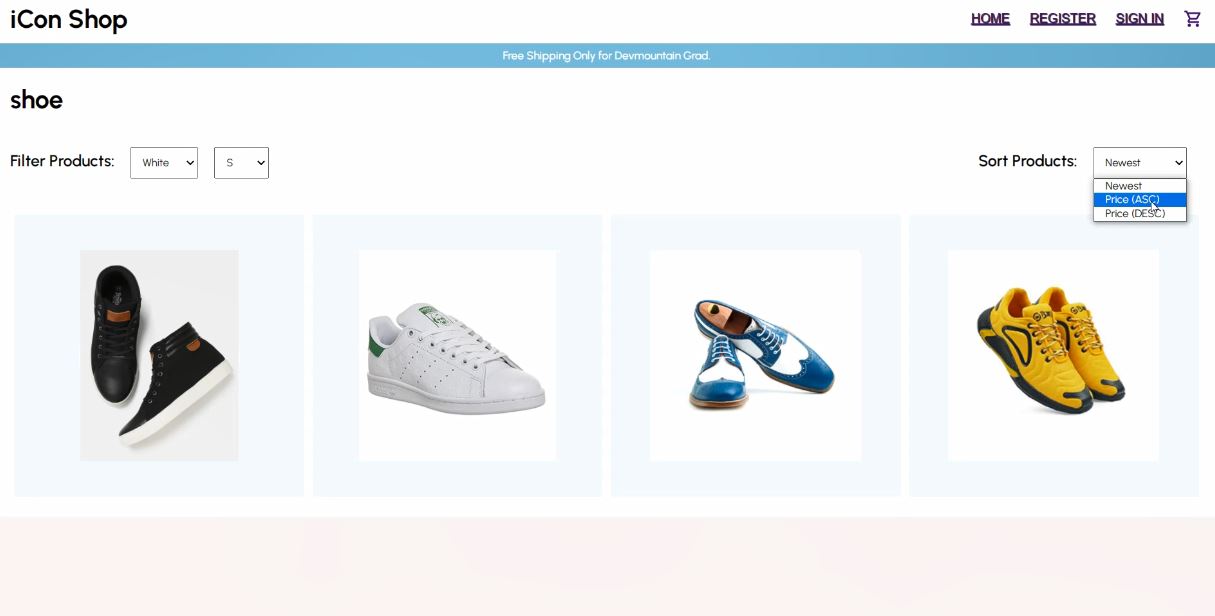 iCon Shop
HOME REGISTER SIGN IN
Free Shipping Only for Devmountain Grad.
shoe
Filter Products: White S
Sort Products: Newest
Newest
Price (ASC)
Price (DESC)